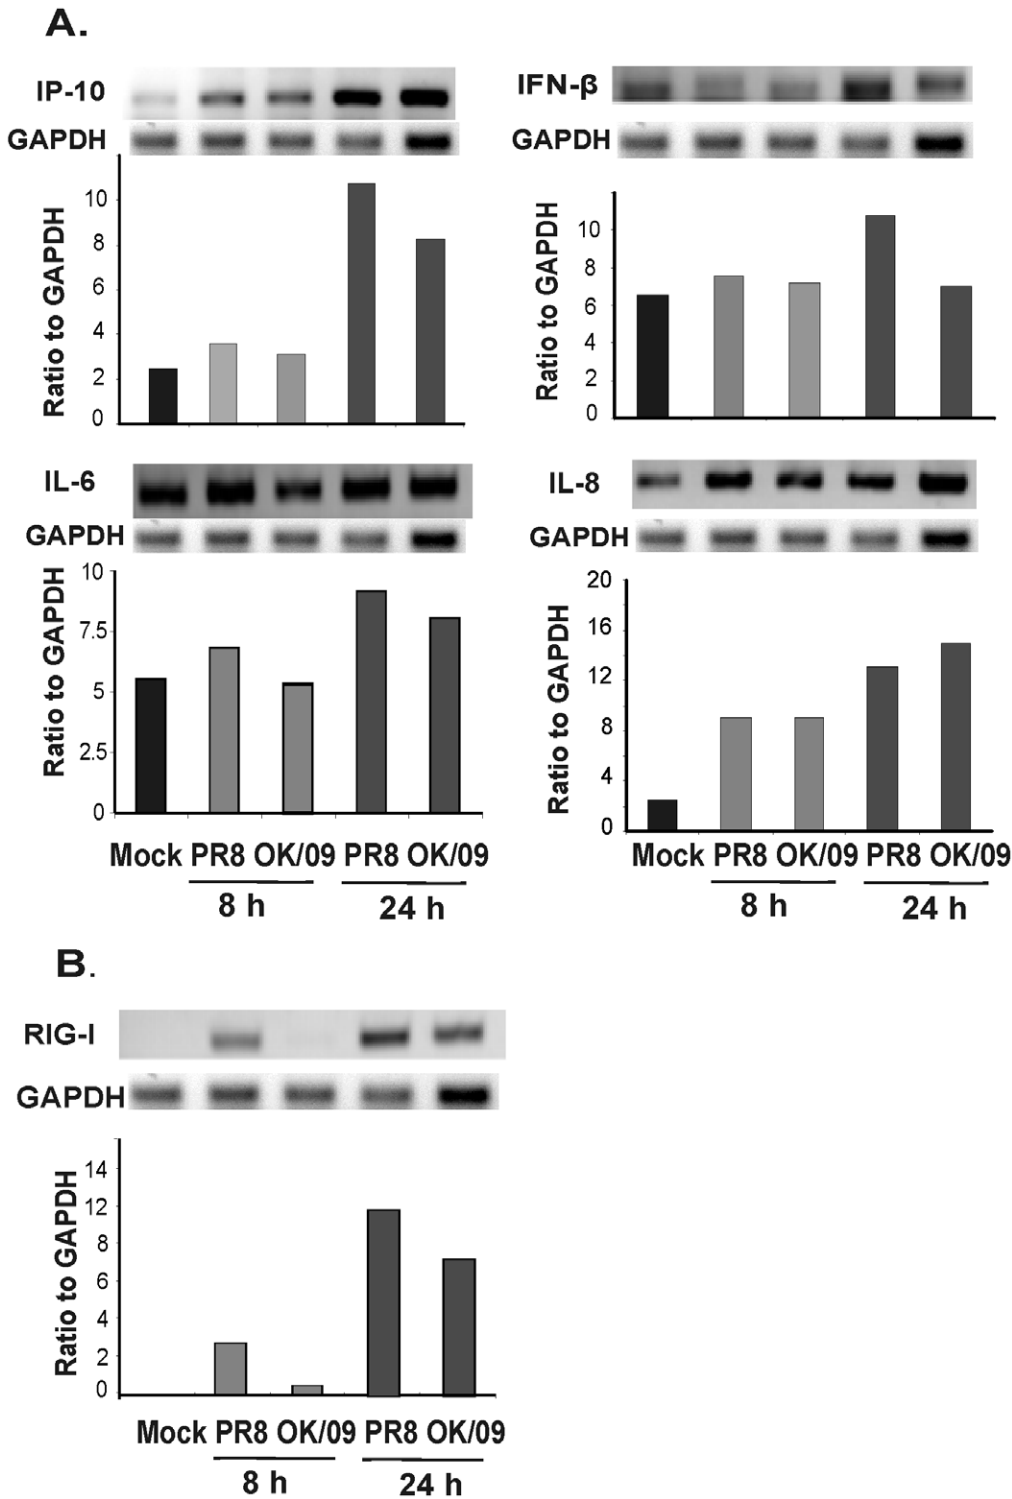 A.
IP-10
GAPDH
Ratio to GAPDH
10
8
6
4
2
0
IFN-β
GAPDH
Ratio to GAPDH
10
8
6
4
2
0
IL-6
GAPDH
Ratio to GAPDH
10
7.5
5
2.5
0
Mock PR8 OK/09 PR8 OK/09
8 h 24 h
IL-8
GAPDH
Ratio to GAPDH
20
16
12
8
4
0
Mock PR8 OK/09 PR8 OK/09
8 h 24 h
B.
RIG-I
GAPDH
Ratio to GAPDH
14
12
8
6
4
2
0
Mock PR8 OK/09 PR8 OK/09
8 h 24 h